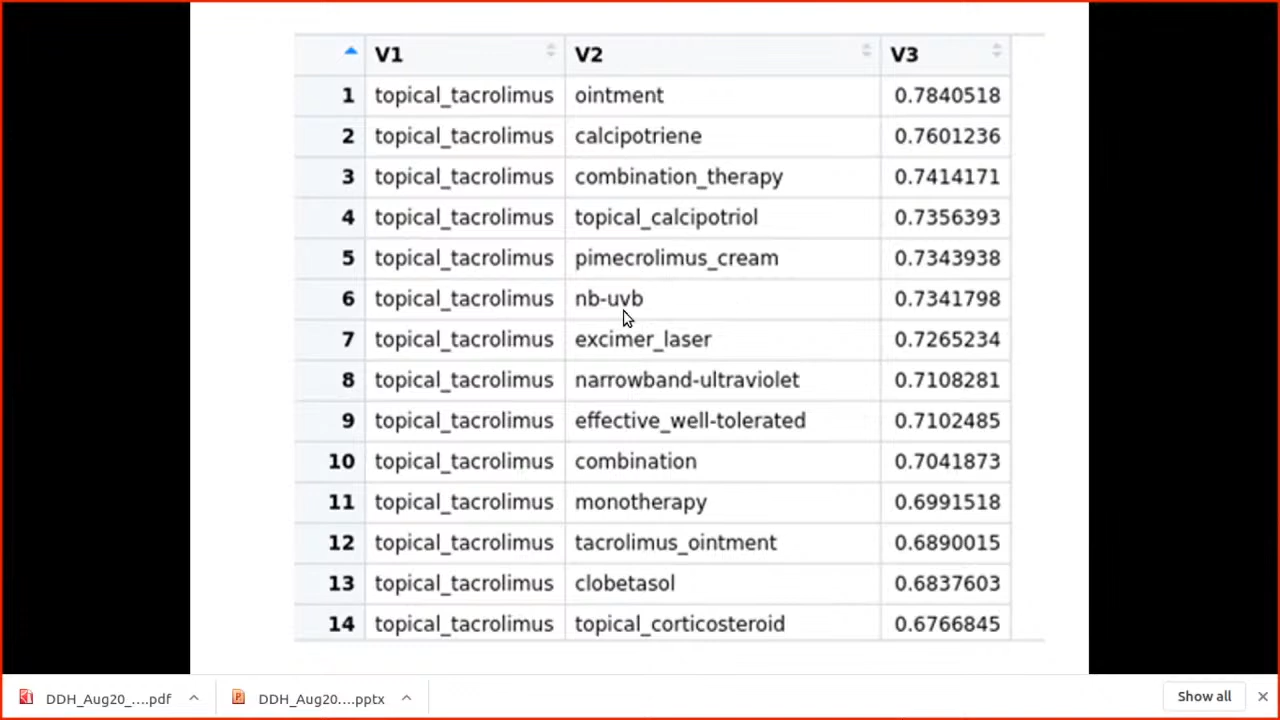 V1 V2 V3
1 topical_tacrolimus ointment 0.7840518
2 topical_tacrolimus calcipotriene 0.7601236
3 topical_tacrolimus combination_therapy 0.7414171
4 topical_tacrolimus topical_calcipotriol 0.7356393
5 topical_tacrolimus pimecrolimus_cream 0.7343938
6 topical_tacrolimus nb-uvb 0.7341798
7 topical_tacrolimus excimer_laser 0.7265234
8 topical_tacrolimus narrowband-ultraviolet 0.7108281
9 topical_tacrolimus effective_well-tolerated 0.7102485
10 topical_tacrolimus combination 0.7041873
11 topical_tacrolimus monotherapy 0.6991518
12 topical_tacrolimus tacrolimus_ointment 0.6890015
13 topical_tacrolimus clobetasol 0.6837603
14 topical_tacrolimus topical_corticosteroid 0.6766845
DDH_Aug20_....pdf DDH_Aug20....pptx Show all